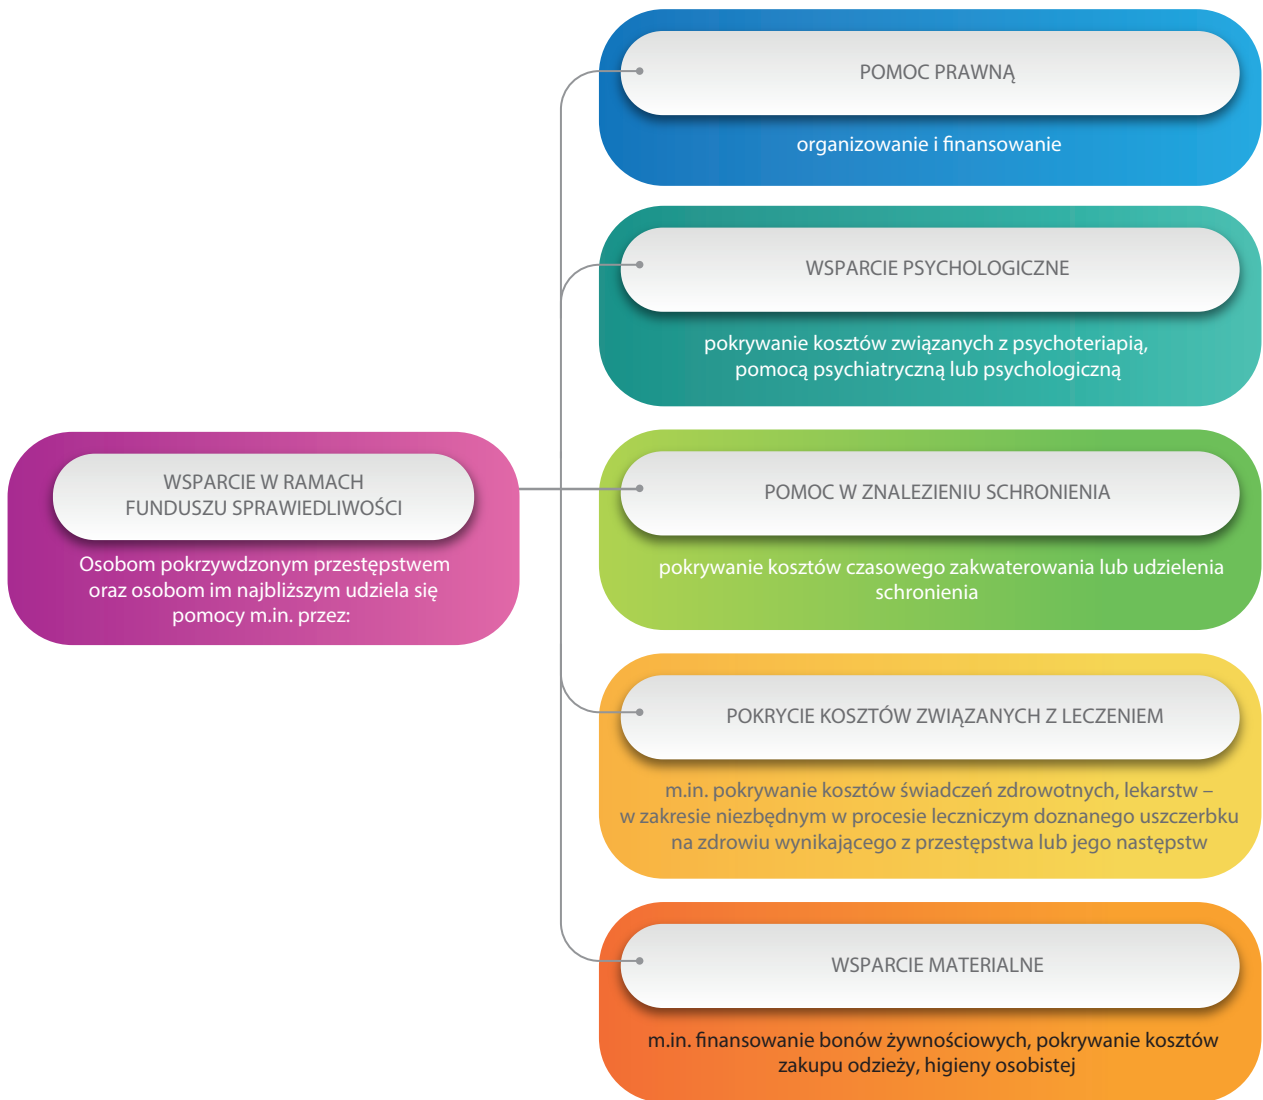 WSPARCIE W RAMACH
FUNDUSZU SPRAWIEDLIWOŚCI
Osobom pokrzywdzonym przestępstwem
oraz osobom im najbliższym udziela się
pomocy m.in. przez:
POMOC PRAWNĄ
organizowanie i finansowanie
WSPARCIE PSYCHOLOGICZNE
pokrywanie kosztów związanych z psychoteriapią,
pomocą psychiatryczną lub psychologiczną
POMOC W ZNALEZIENIU SCHRONIENIA
pokrywanie kosztów czasowego zakwaterowania lub udzielenia
schronienia
POKRYCIE KOSZTÓW ZWIĄZANYCH Z LECZENIEM
m.in. pokrywanie kosztów świadczeń zdrowotnych, lekarstw –
w zakresie niezbędnym w procesie leczniczym doznanego uszczerbku
na zdrowiu wynikającego z przestępstwa lub jego następstw
WSPARCIE MATERIALNE
m.in. finansowanie bonów żywnościowych, pokrywanie kosztów
zakupu odzieży, higieny osobistej